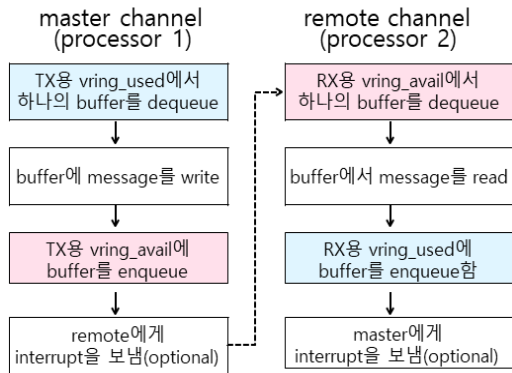 master channel
(processor 1)
TX용 vring_used에서
하나의 buffer를 dequeue
buffer에 message를 write
TX용 vring_avail에
buffer를 enqueue
remote에게
interrupt을 보냄(optional)
remote channel
(processor 2)
RX용 vring_avail에서
하나의 buffer를 dequeue
buffer에서 message를 read
RX용 vring_used에
buffer를 enqueue함
master에게
interrupt을 보냄(optional)